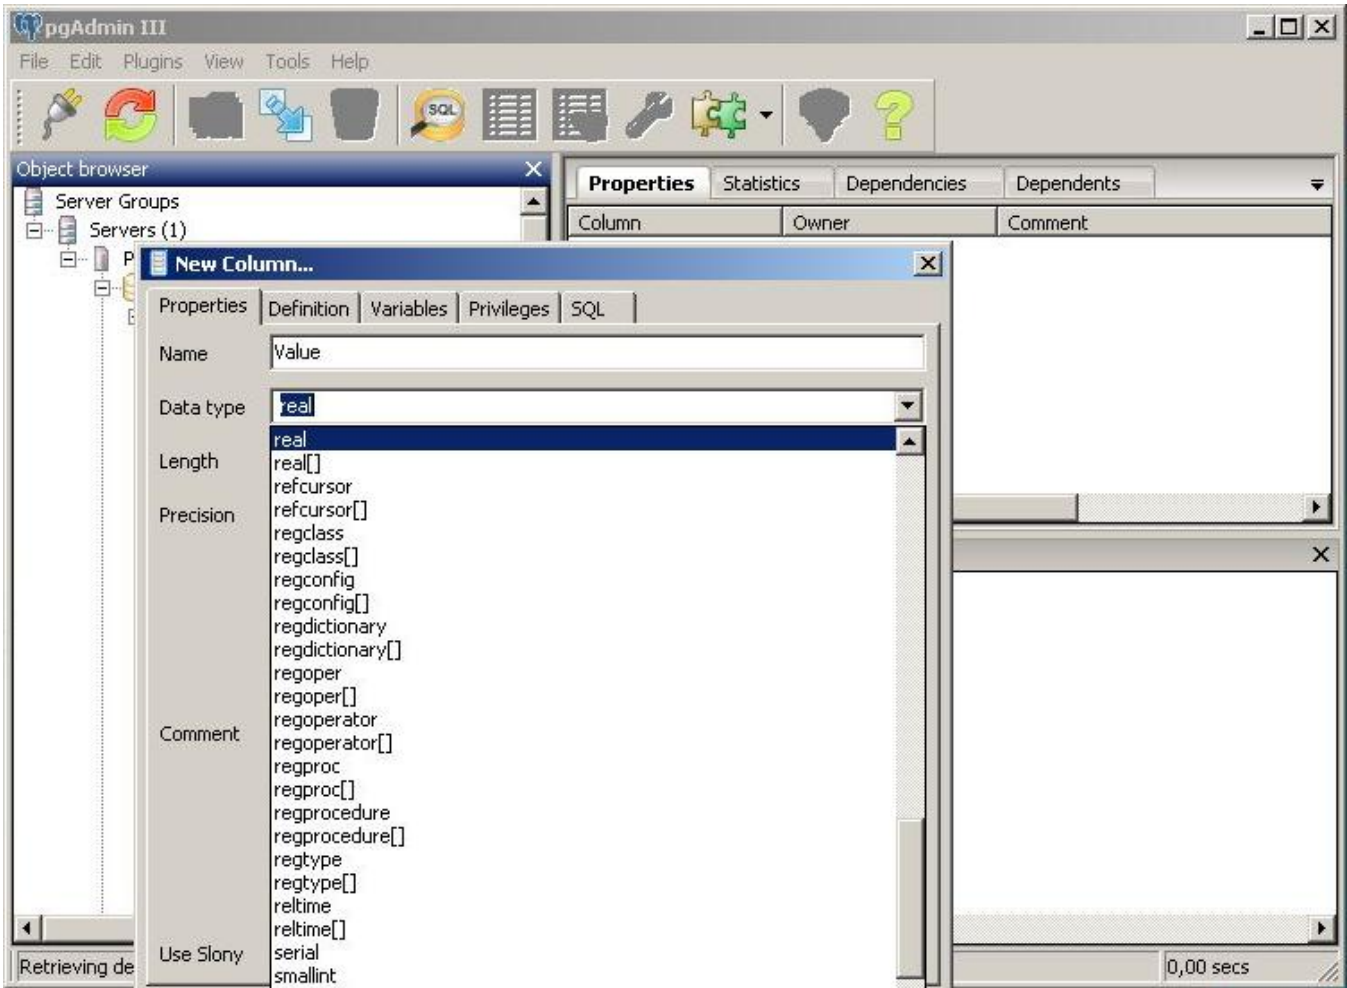 pgAdmin III
File Edit Plugins View Tools Help
SQL
Object browser
Server Groups
Servers (1)
P
Properties Statistics Dependencies Dependents
Column Owner Comment
New Column...
Properties Definition Variables Privileges SQL
Name Value
Data type real
real
Length
real[]
refcursor
refcursor[]
Precision
regclass
regclass[]
regconfig
regconfig[]
regdictionary
regdictionary[]
regoper
regoper[]
regoperator
Comment
regoperator[]
regproc
regproc[]
regprocedure
regprocedure[]
regtype
regtype[]
reltime
reltime[]
Use Slony
serial
smallint
Retrieving de
0,00 secs